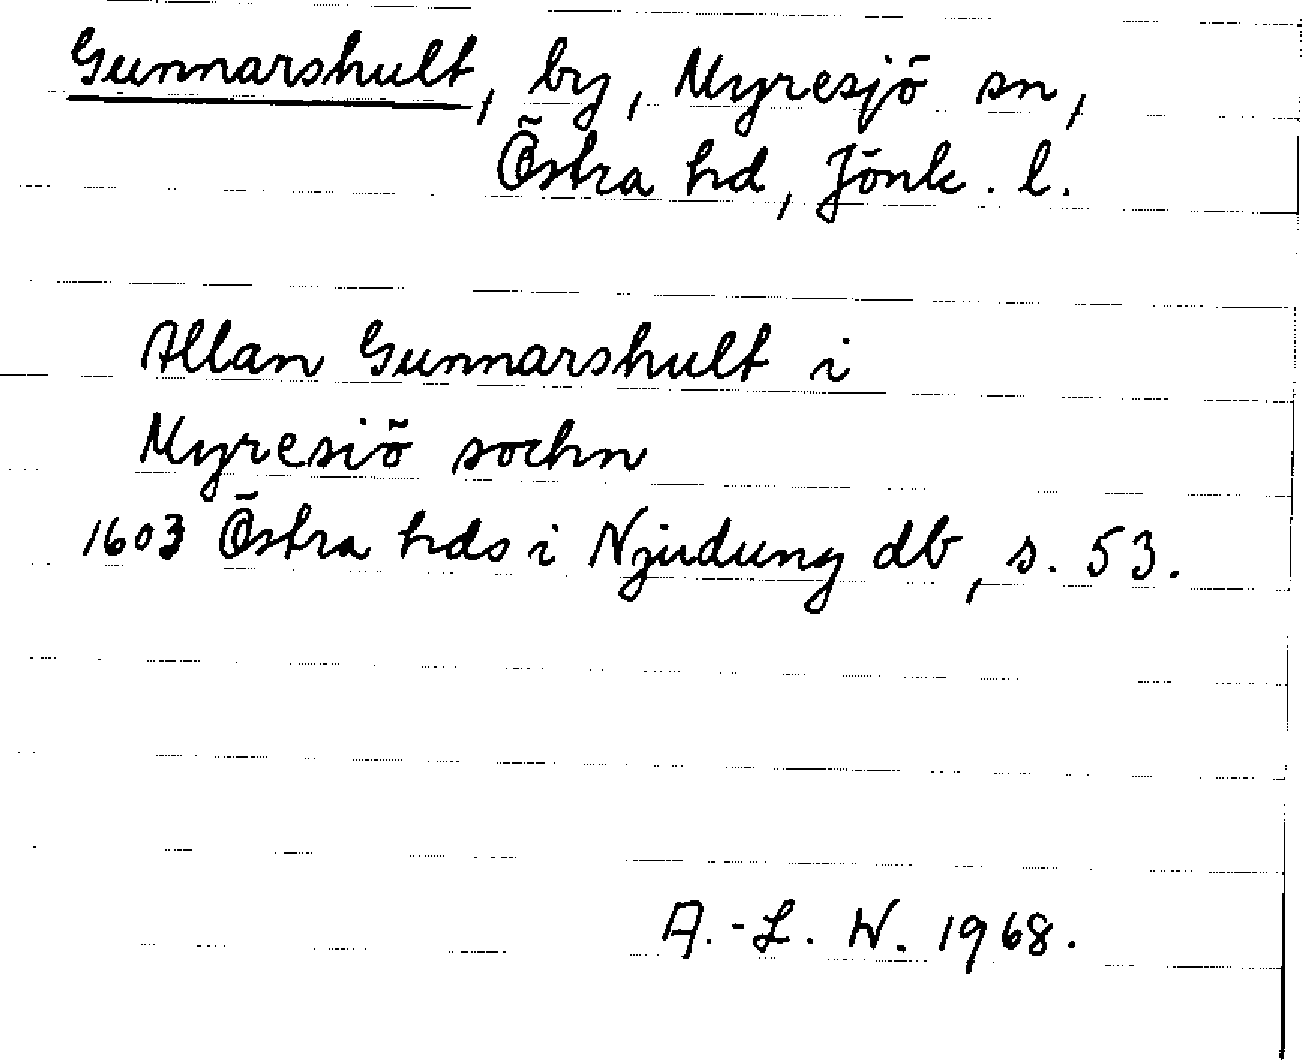 Gunnarshult, by, Myresjö sn,
Östra hd, Jönk. l.
Allan Gunnarshult i
Myresiö sochn
1603 Östra hds i Njudung db, s. 53.
A.-L. W. 1968.